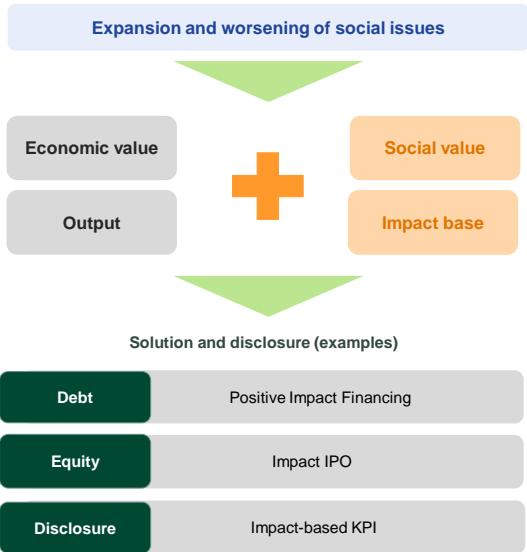 Expansion and worsening of social issues
Economic value
Social value
Output
Impact base
Solution and disclosure (examples)
Debt
Positive Impact Financing
Equity
Impact IPO
Disclosure
Impact-based KPI